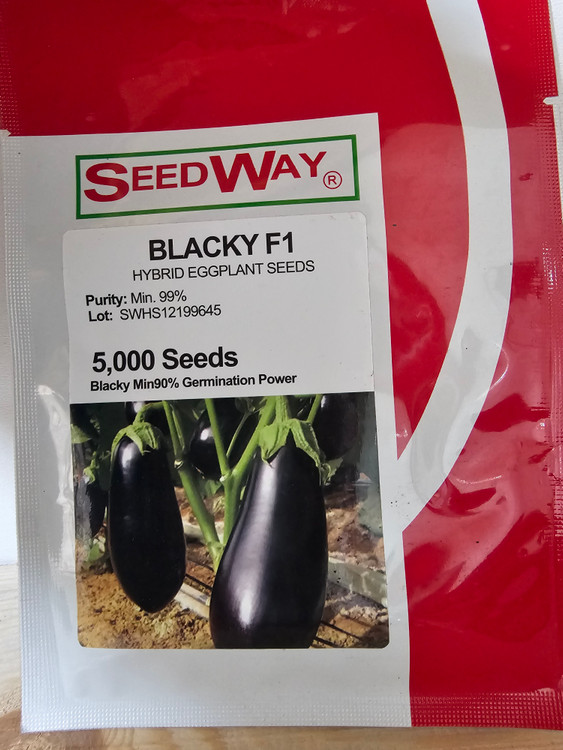 SEEDWAY®
BLACKY F1
HYBRID EGGPLANT SEEDS
Purity: Min. 99%
Lot: SWHS12199645
5,000 Seeds
Blacky Min90% Germination Power